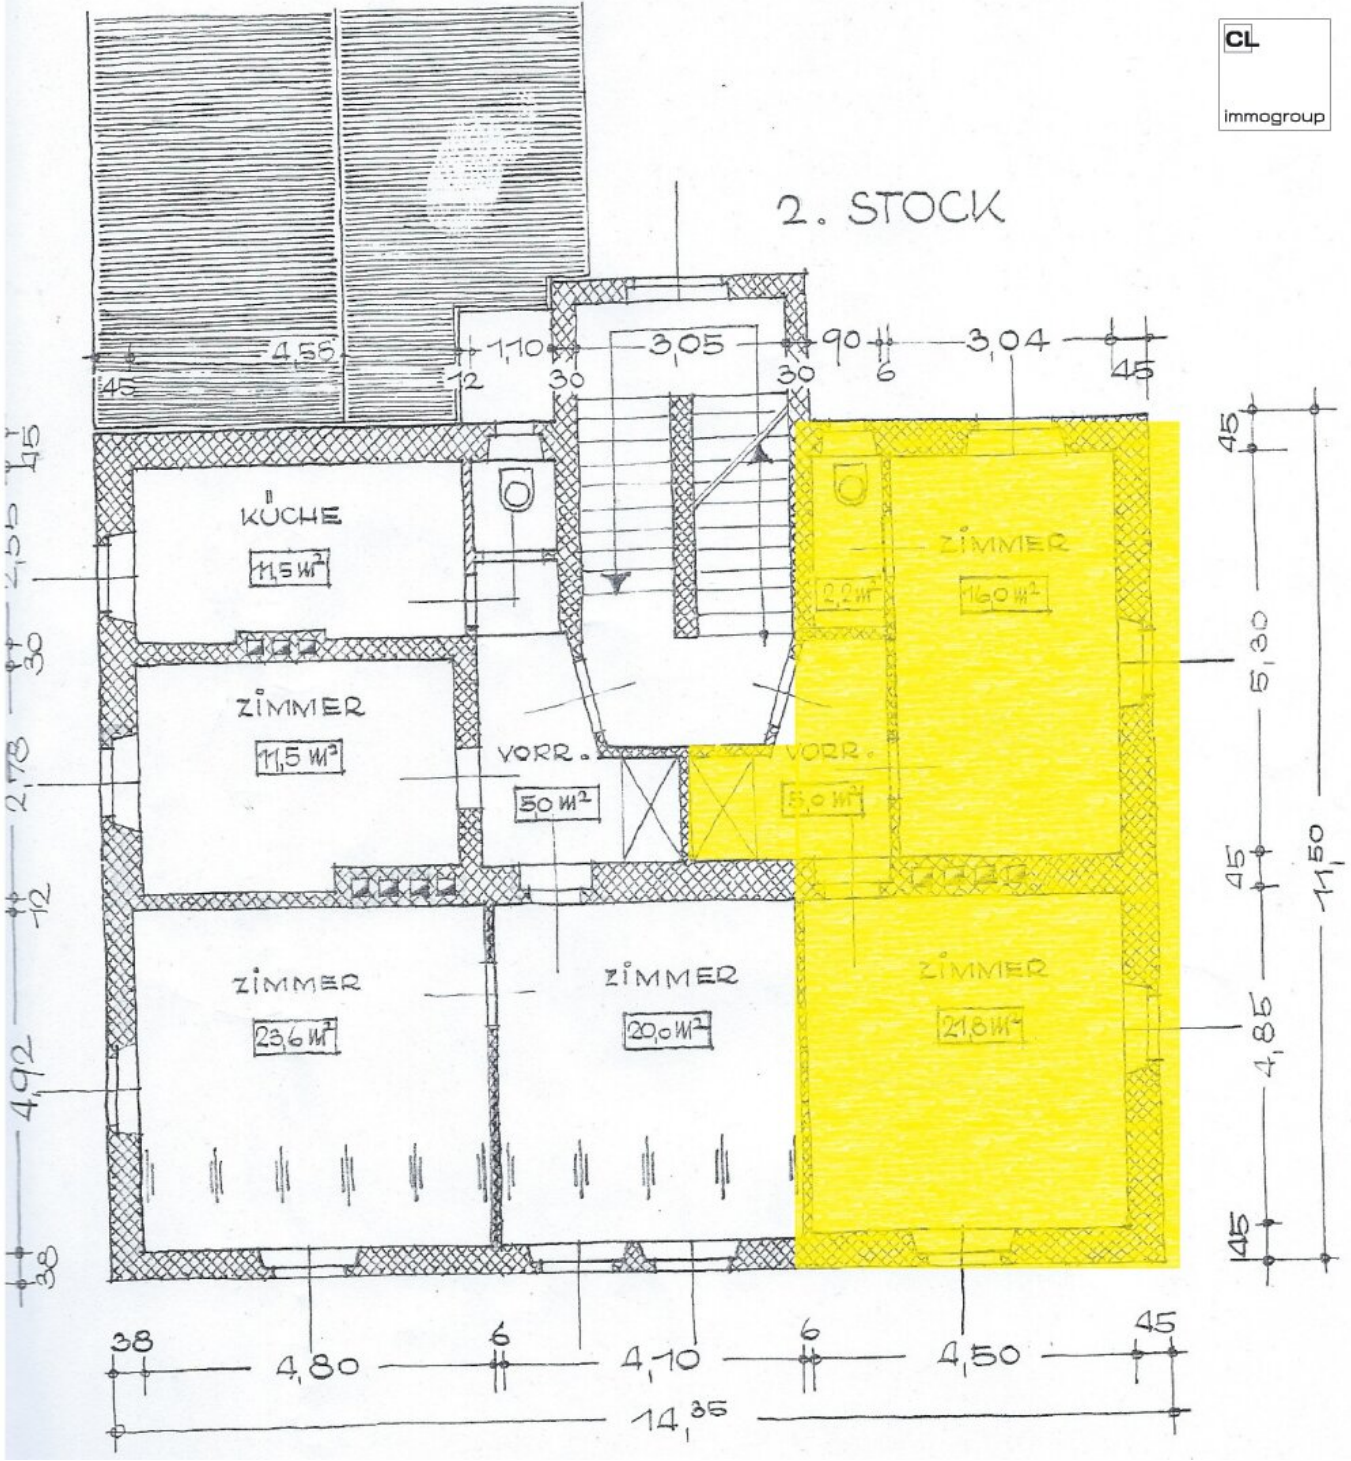 CL
immogroup
2. STOCK
4,55
1,10
3,05
90
3,04
45
12
30
30
6
45
45
KÜCHE
11,5 m²
ZIMMER
16,0 m²
2,2 m²
45
2,55
30
2,78
12
4,92
38
ZIMMER
11,5 m²
VORR.
5,0 m²
VORR.
5,0 m²
5,30
45
11,50
4,85
45
ZIMMER
23,6 m²
ZIMMER
20,0 m²
ZIMMER
21,8 m²
38
4,80
6
4,10
6
4,50
45
14,35